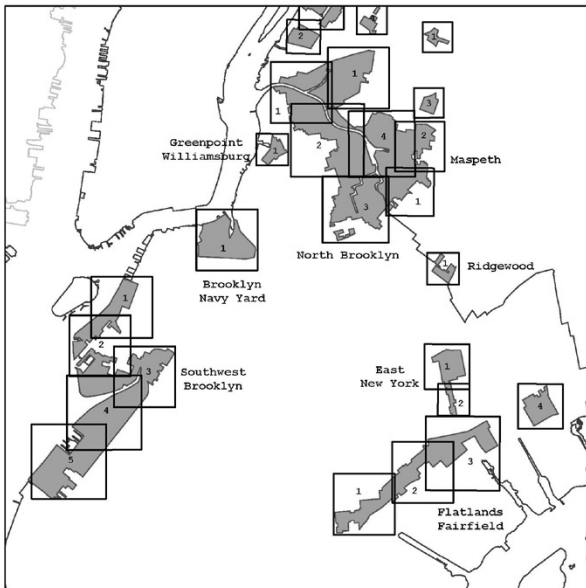 2
1
1
3
1
4
2
2
Greenpoint
Williamsburg
1
Maspeth
1
3
1
North Brooklyn
Brooklyn
Navy Yard
1
Ridgewood
1
2
3
Southwest
Brooklyn
4
5
East
New York
1
2
4
3
2
1
Flatlands
Fairfield